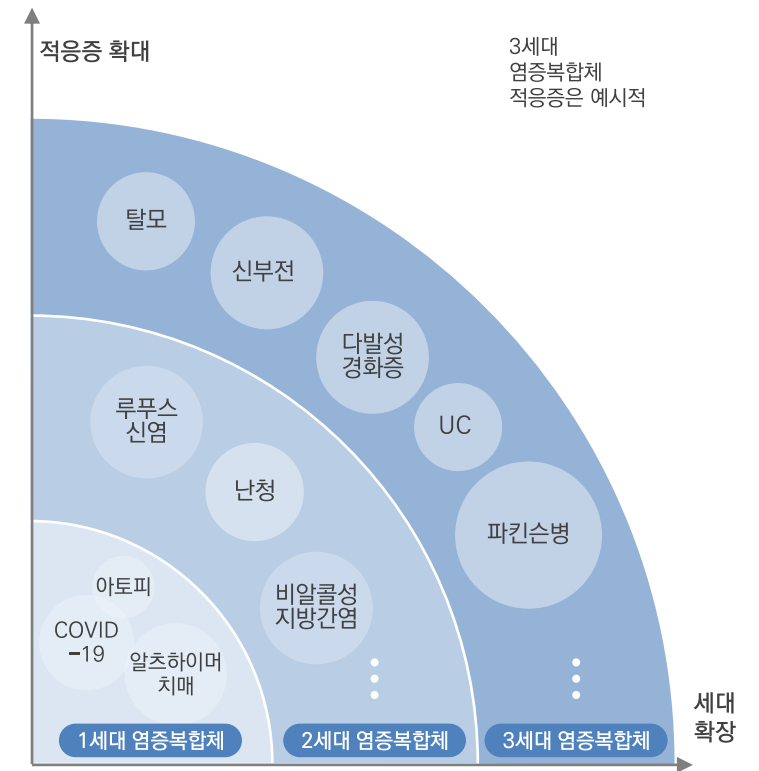 적응증 확대
3세대
염증복합체
적응증은 예시적
탈모
신부전
다발성
경화증
UC
파킨슨병
루푸스
신염
난청
비알콜성
지방간염
아토피
COVID
-19
알츠하이머
치매
세대
확장
1세대 염증복합체
2세대 염증복합체
3세대 염증복합체